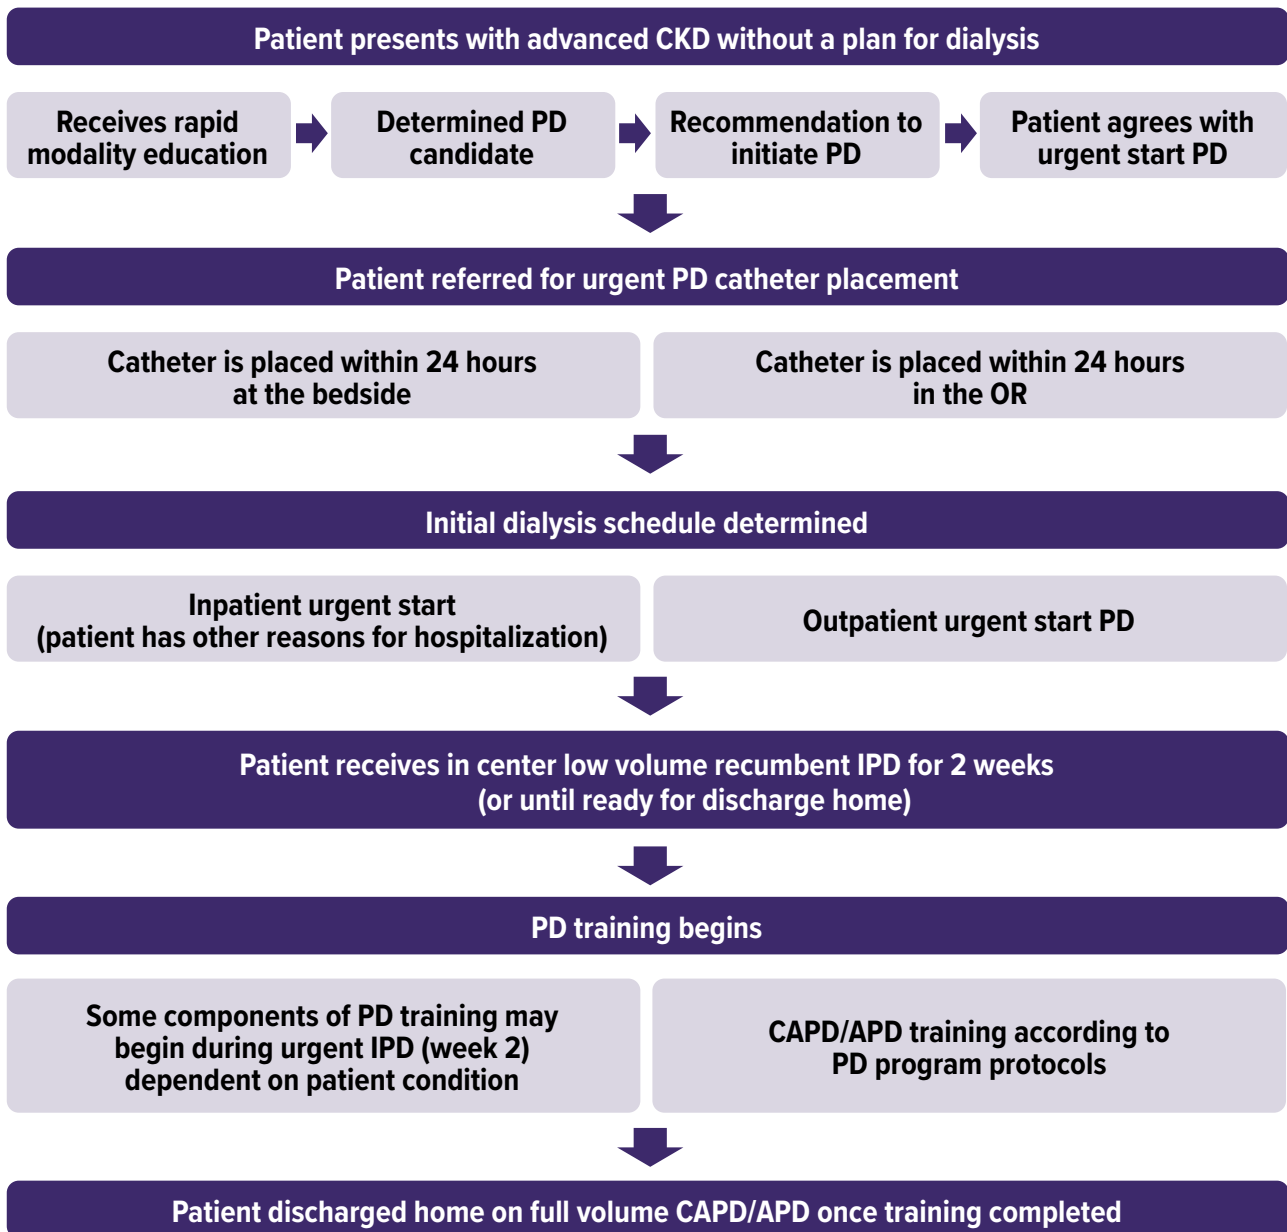 Patient presents with advanced CKD without a plan for dialysis
Receives rapid
modality education
Determined PD
candidate
Recommendation to
initiate PD
Patient agrees with
urgent start PD
Patient referred for urgent PD catheter placement
Catheter is placed within 24 hours
at the bedside
Catheter is placed within 24 hours
in the OR
Initial dialysis schedule determined
Inpatient urgent start
(patient has other reasons for hospitalization)
Outpatient urgent start PD
Patient receives in center low volume recumbent IPD for 2 weeks
(or until ready for discharge home)
PD training begins
Some components of PD training may
begin during urgent IPD (week 2)
dependent on patient condition
CAPD/APD training according to
PD program protocols
Patient discharged home on full volume CAPD/APD once training completed